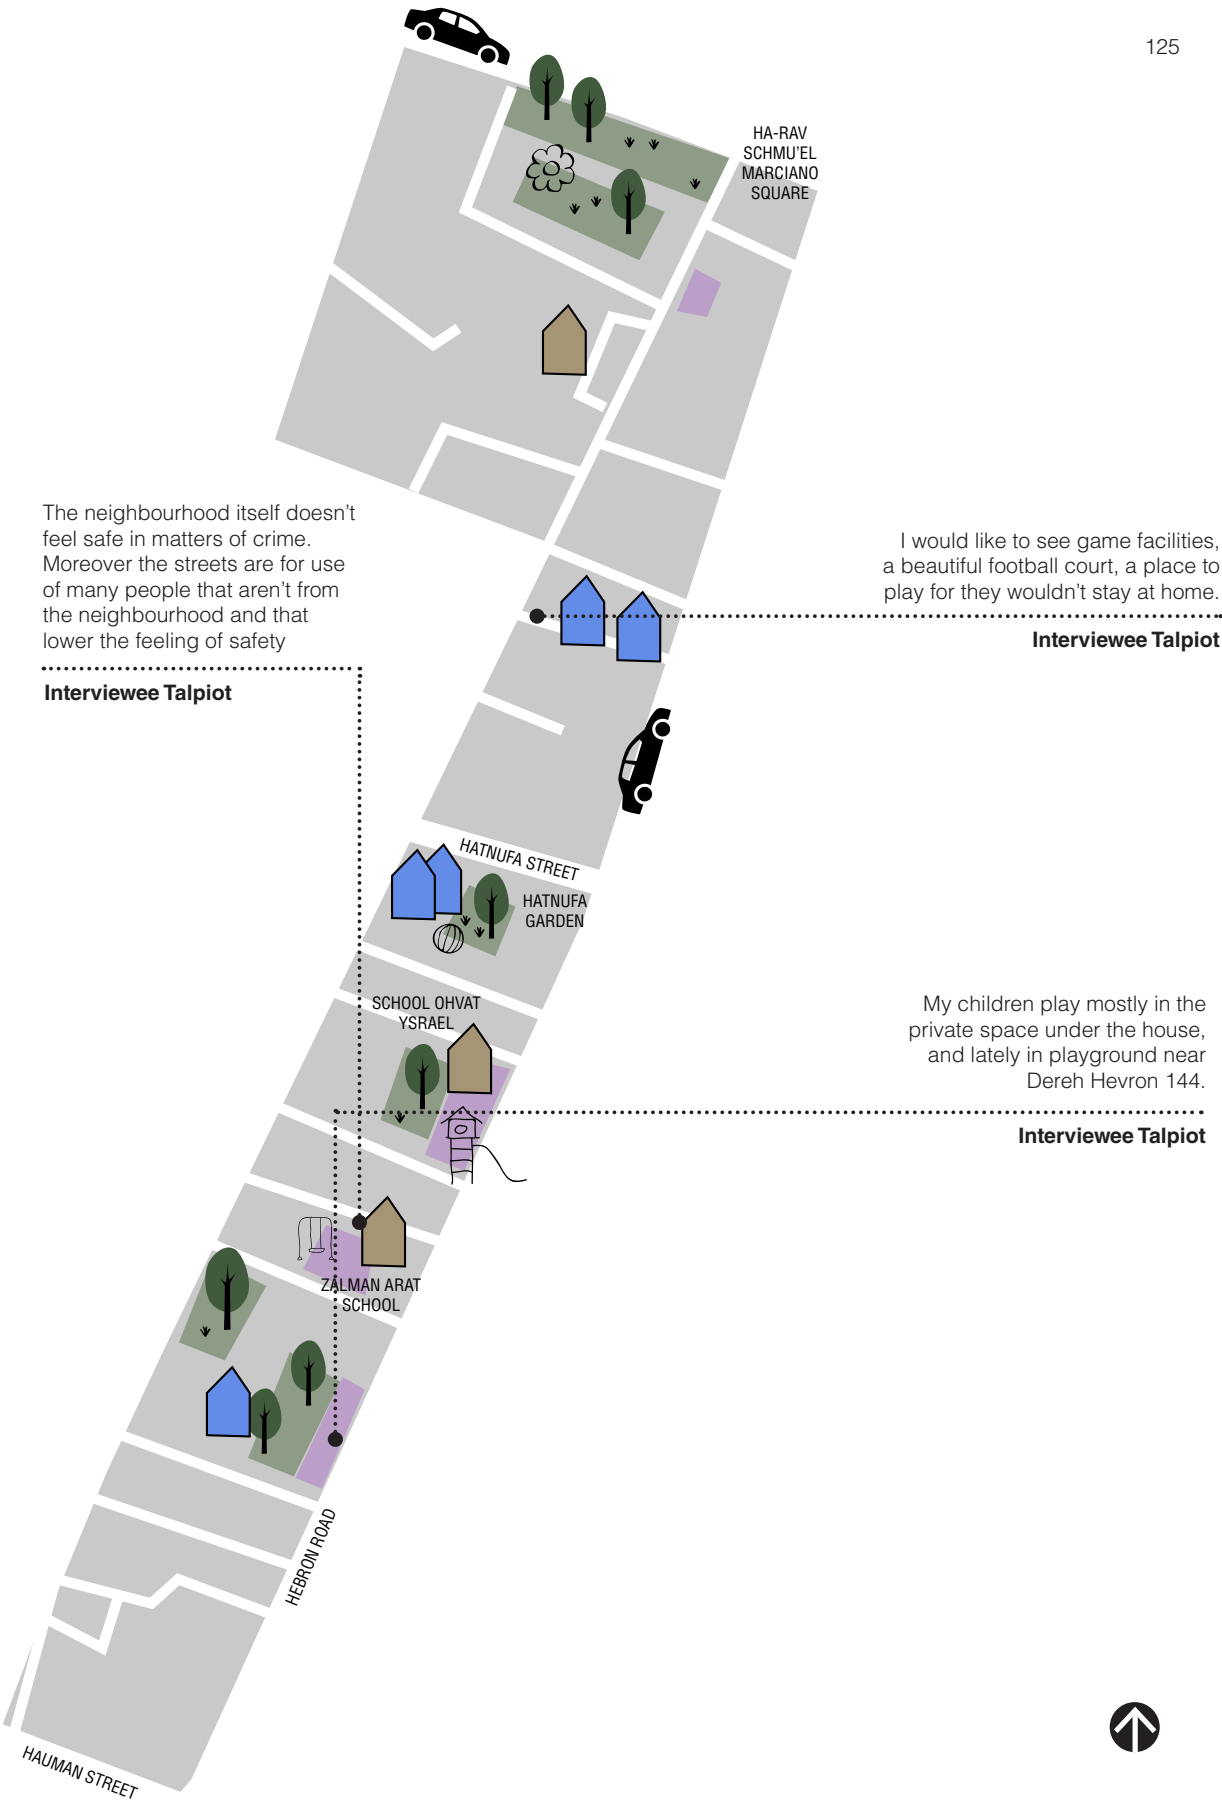 125
HA-RAV
SCHMU'EL
MARCIANO
SQUARE
The neighbourhood itself doesn't
feel safe in matters of crime.
Moreover the streets are for use
of many people that aren't from
the neighbourhood and that
lower the feeling of safety
Interviewee Talpiot
I would like to see game facilities,
a beautiful football court, a place to
play for they wouldn't stay at home.
Interviewee Talpiot
HATNUFA STREET
HATNUFA
GARDEN
SCHOOL OHVAT
YSRAEL
My children play mostly in the
private space under the house,
and lately in playground near
Dereh Hevron 144.
Interviewee Talpiot
ZALMAN ARAT
SCHOOL
HEBRON ROAD
HAUMAN STREET